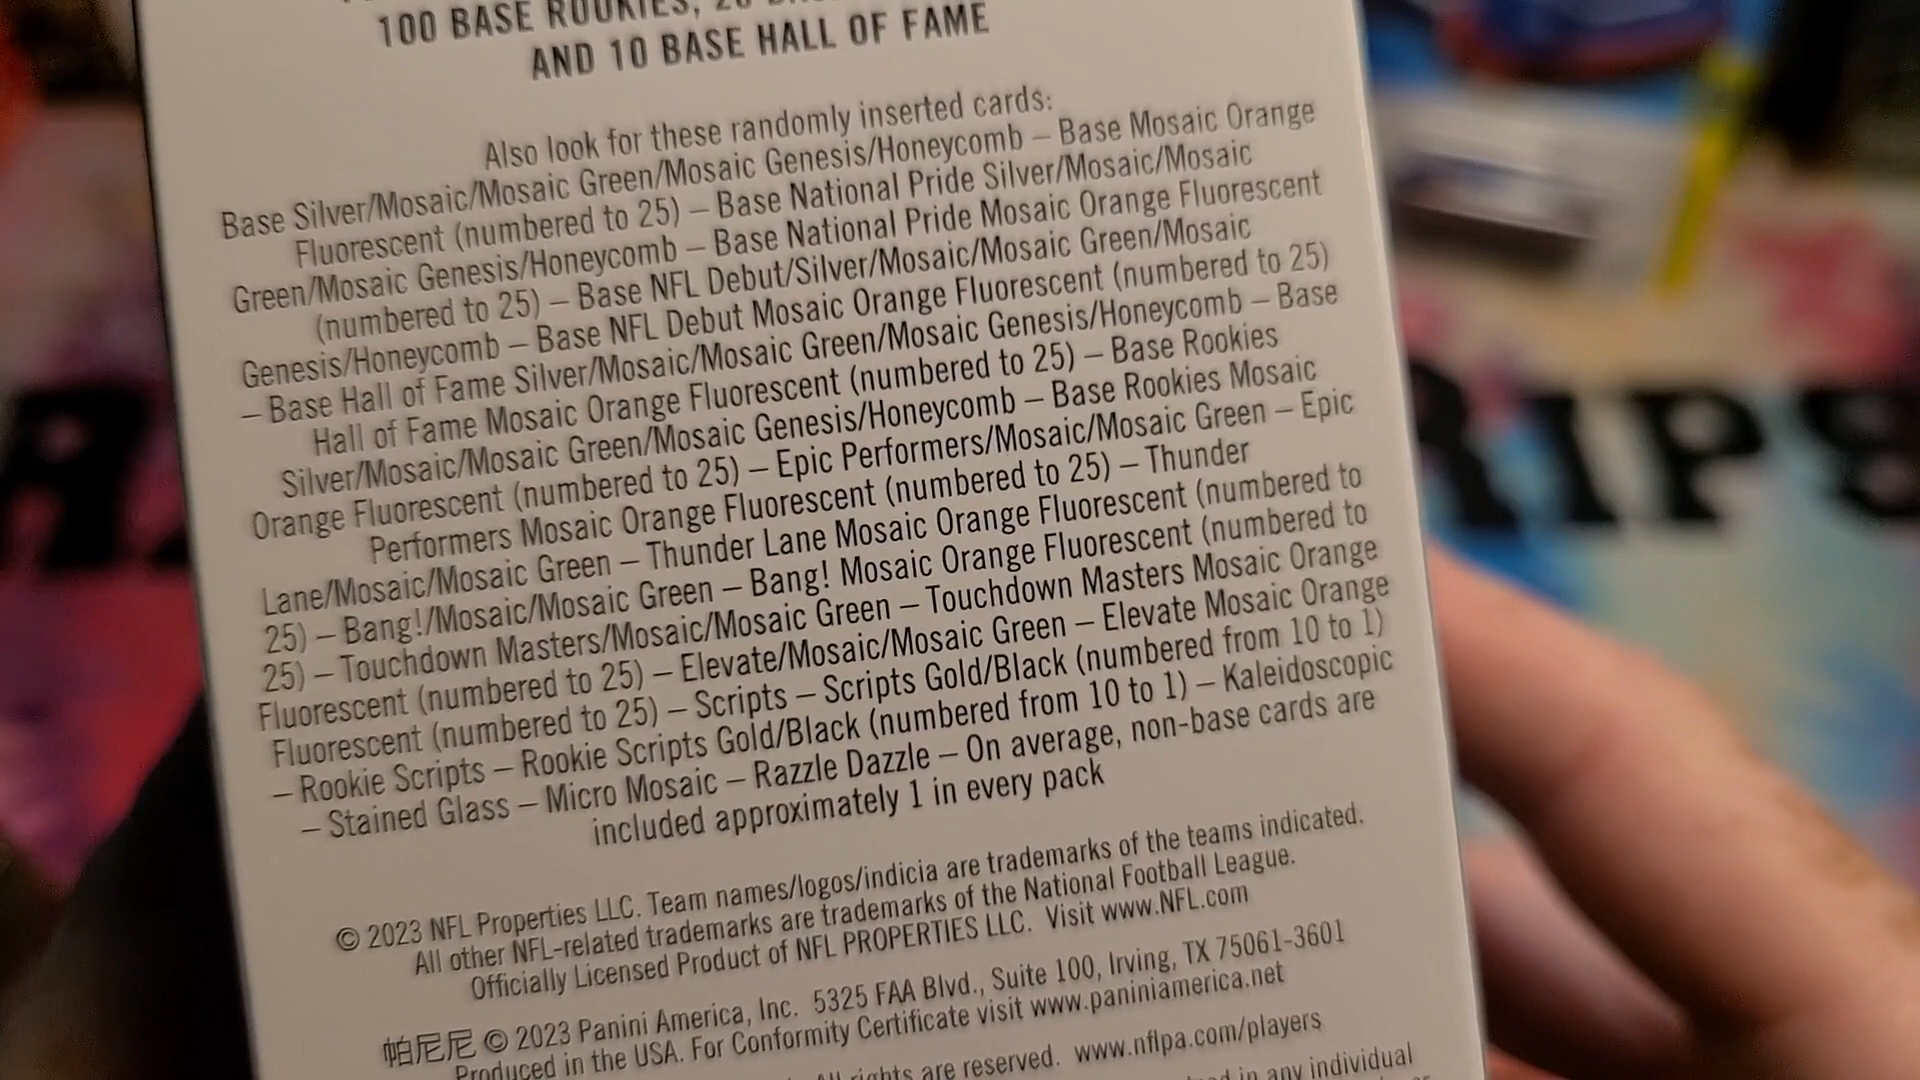 100 BASE ROOKIES, 20
AND 10 BASE HALL OF FAME
Also look for these randomly inserted cards:
Base Silver/Mosaic/Mosaic Green/Mosaic Genesis/Honeycomb – Base Mosaic Orange
Fluorescent (numbered to 25) – Base National Pride Silver/Mosaic/Mosaic
Green/Mosaic Genesis/Honeycomb – Base National Pride Mosaic Orange Fluorescent
(numbered to 25) – Base NFL Debut/Silver/Mosaic/Mosaic Green/Mosaic
Genesis/Honeycomb – Base NFL Debut Mosaic Orange Fluorescent (numbered to 25)
– Base Hall of Fame Silver/Mosaic/Mosaic Green/Mosaic Genesis/Honeycomb – Base
Hall of Fame Mosaic Orange Fluorescent (numbered to 25) – Base Rookies
Silver/Mosaic/Mosaic Green/Mosaic Genesis/Honeycomb – Base Rookies Mosaic
Orange Fluorescent (numbered to 25) – Epic Performers/Mosaic/Mosaic Green – Epic
Performers Mosaic Orange Fluorescent (numbered to 25) – Thunder
Lane/Mosaic/Mosaic Green – Thunder Lane Mosaic Orange Fluorescent (numbered to
25) – Bang!/Mosaic/Mosaic Green – Bang! Mosaic Orange Fluorescent (numbered to
25) – Touchdown Masters/Mosaic/Mosaic Green – Touchdown Masters Mosaic Orange
Fluorescent (numbered to 25) – Elevate/Mosaic/Mosaic Green – Elevate Mosaic Orange
Fluorescent (numbered to 25) – Scripts – Scripts Gold/Black (numbered from 10 to 1)
– Rookie Scripts – Rookie Scripts Gold/Black (numbered from 10 to 1) – Kaleidoscopic
– Stained Glass – Micro Mosaic – Razzle Dazzle – On average, non-base cards are
included approximately 1 in every pack
© 2023 NFL Properties LLC. Team names/logos/indicia are trademarks of the teams indicated.
All other NFL-related trademarks are trademarks of the National Football League.
Officially Licensed Product of NFL PROPERTIES LLC. Visit www.NFL.com
帕尼尼 © 2023 Panini America, Inc. 5325 FAA Blvd., Suite 100, Irving, TX 75061-3601
Produced in the USA. For Conformity Certificate visit www.paniniamerica.net
All rights are reserved. www.nflpa.com/players
in any individual